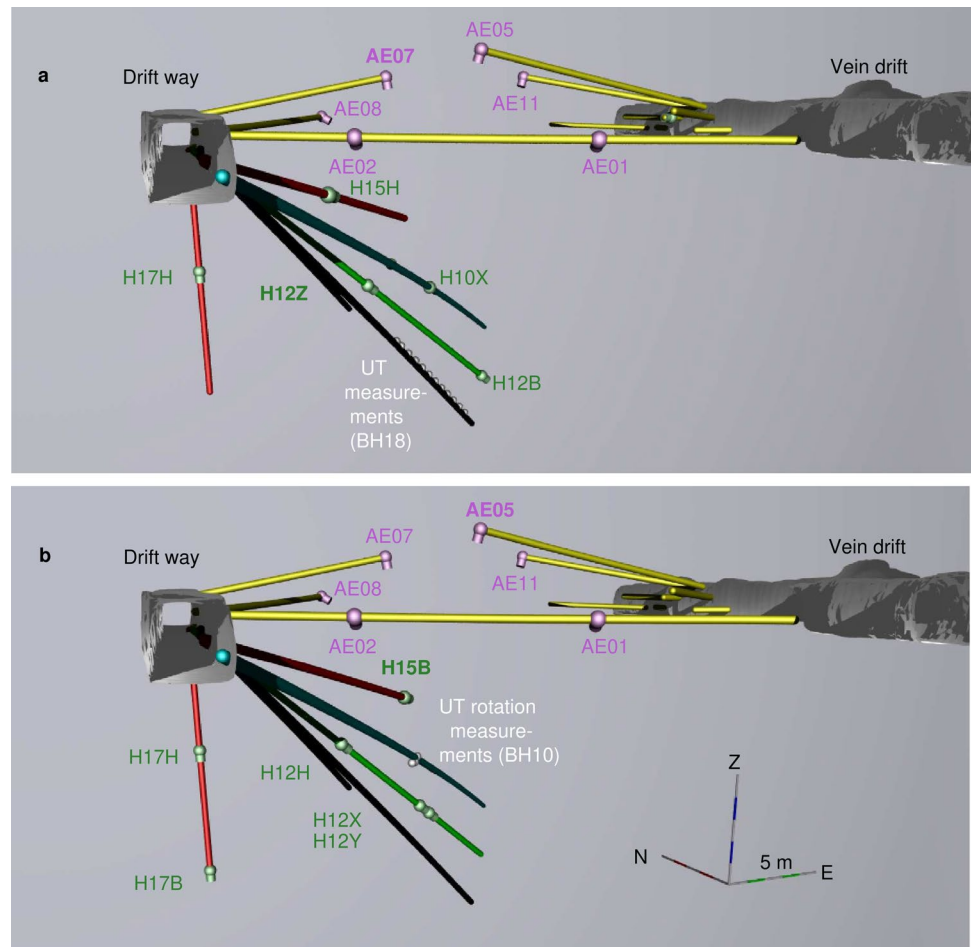 AE05
AE07
a
Drift way
Vein drift
AE11
AE08
AE02
AE01
H15H
H17H
H10X
H12Z
UT
measure-
ments
(BH18)
H12B
AE05
b
Drift way
AE07
Vein drift
AE11
AE08
AE02
AE01
H15B
UT rotation
measure-
ments (BH10)
H17H
H12H
Z
H12X
H12Y
N
5 m
E
H17B